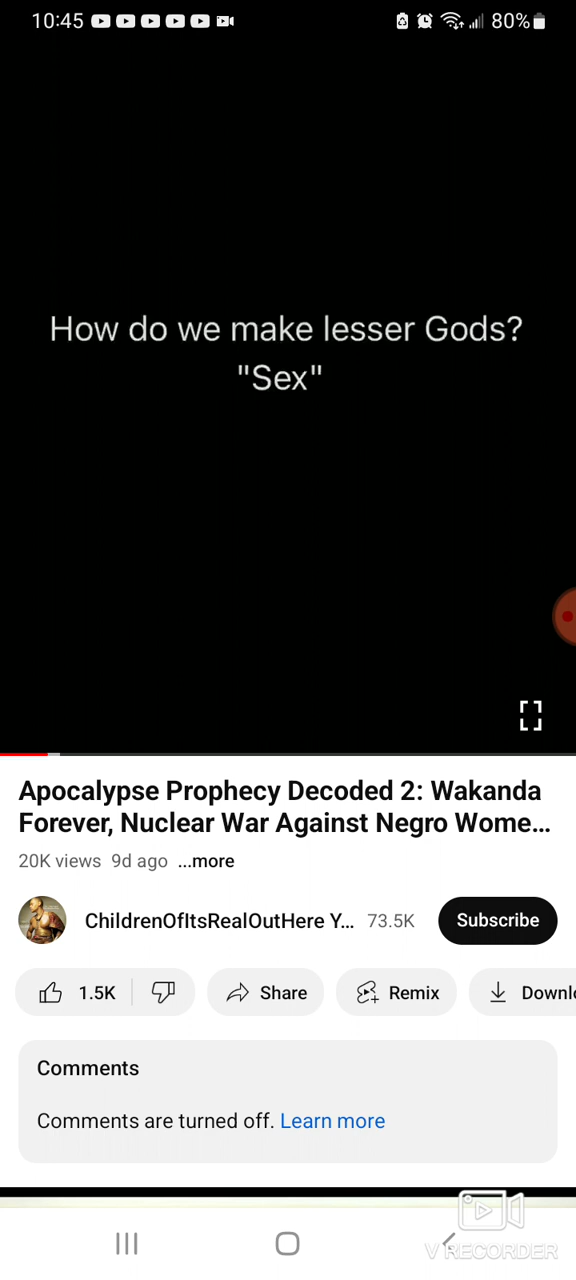 10:45
80%
How do we make lesser Gods?
"Sex"
Apocalypse Prophecy Decoded 2: Wakanda
Forever, Nuclear War Against Negro Wome...
20K views 9d ago ...more
ChildrenOfItsRealOutHere Y... 73.5K
Subscribe
1.5K
Share
Remix
Downlo
Comments
Comments are turned off. Learn more
V RECORDER